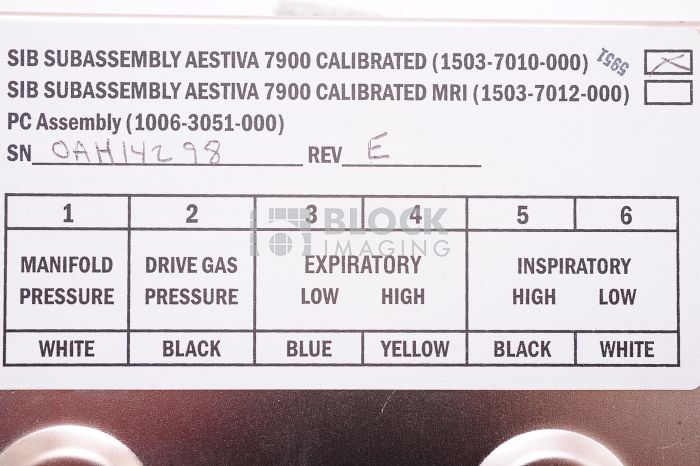 SIB SUBASSEMBLY AESTIVA 7900 CALIBRATED (1503-7010-000) 5951
SIB SUBASSEMBLY AESTIVA 7900 CALIBRATED MRI (1503-7012-000)
PC Assembly (1006-3051-000)
SN OAH14298 REV E
1 2 3 4 5 6
MANIFOLD PRESSURE
DRIVE GAS PRESSURE
EXPIRATORY
LOW HIGH
INSPIRATORY
HIGH LOW
WHITE BLACK BLUE YELLOW BLACK WHITE
BLOCK
IMAGING